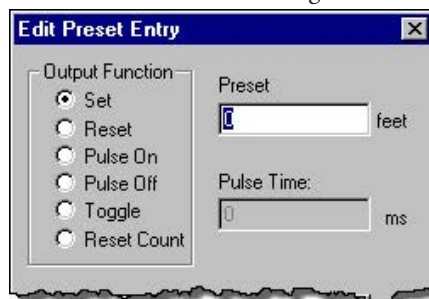 Edit Preset Entry
Output Function
Set
Reset
Pulse On
Pulse Off
Toggle
Reset Count
Preset
0 feet
Pulse Time:
0 ms